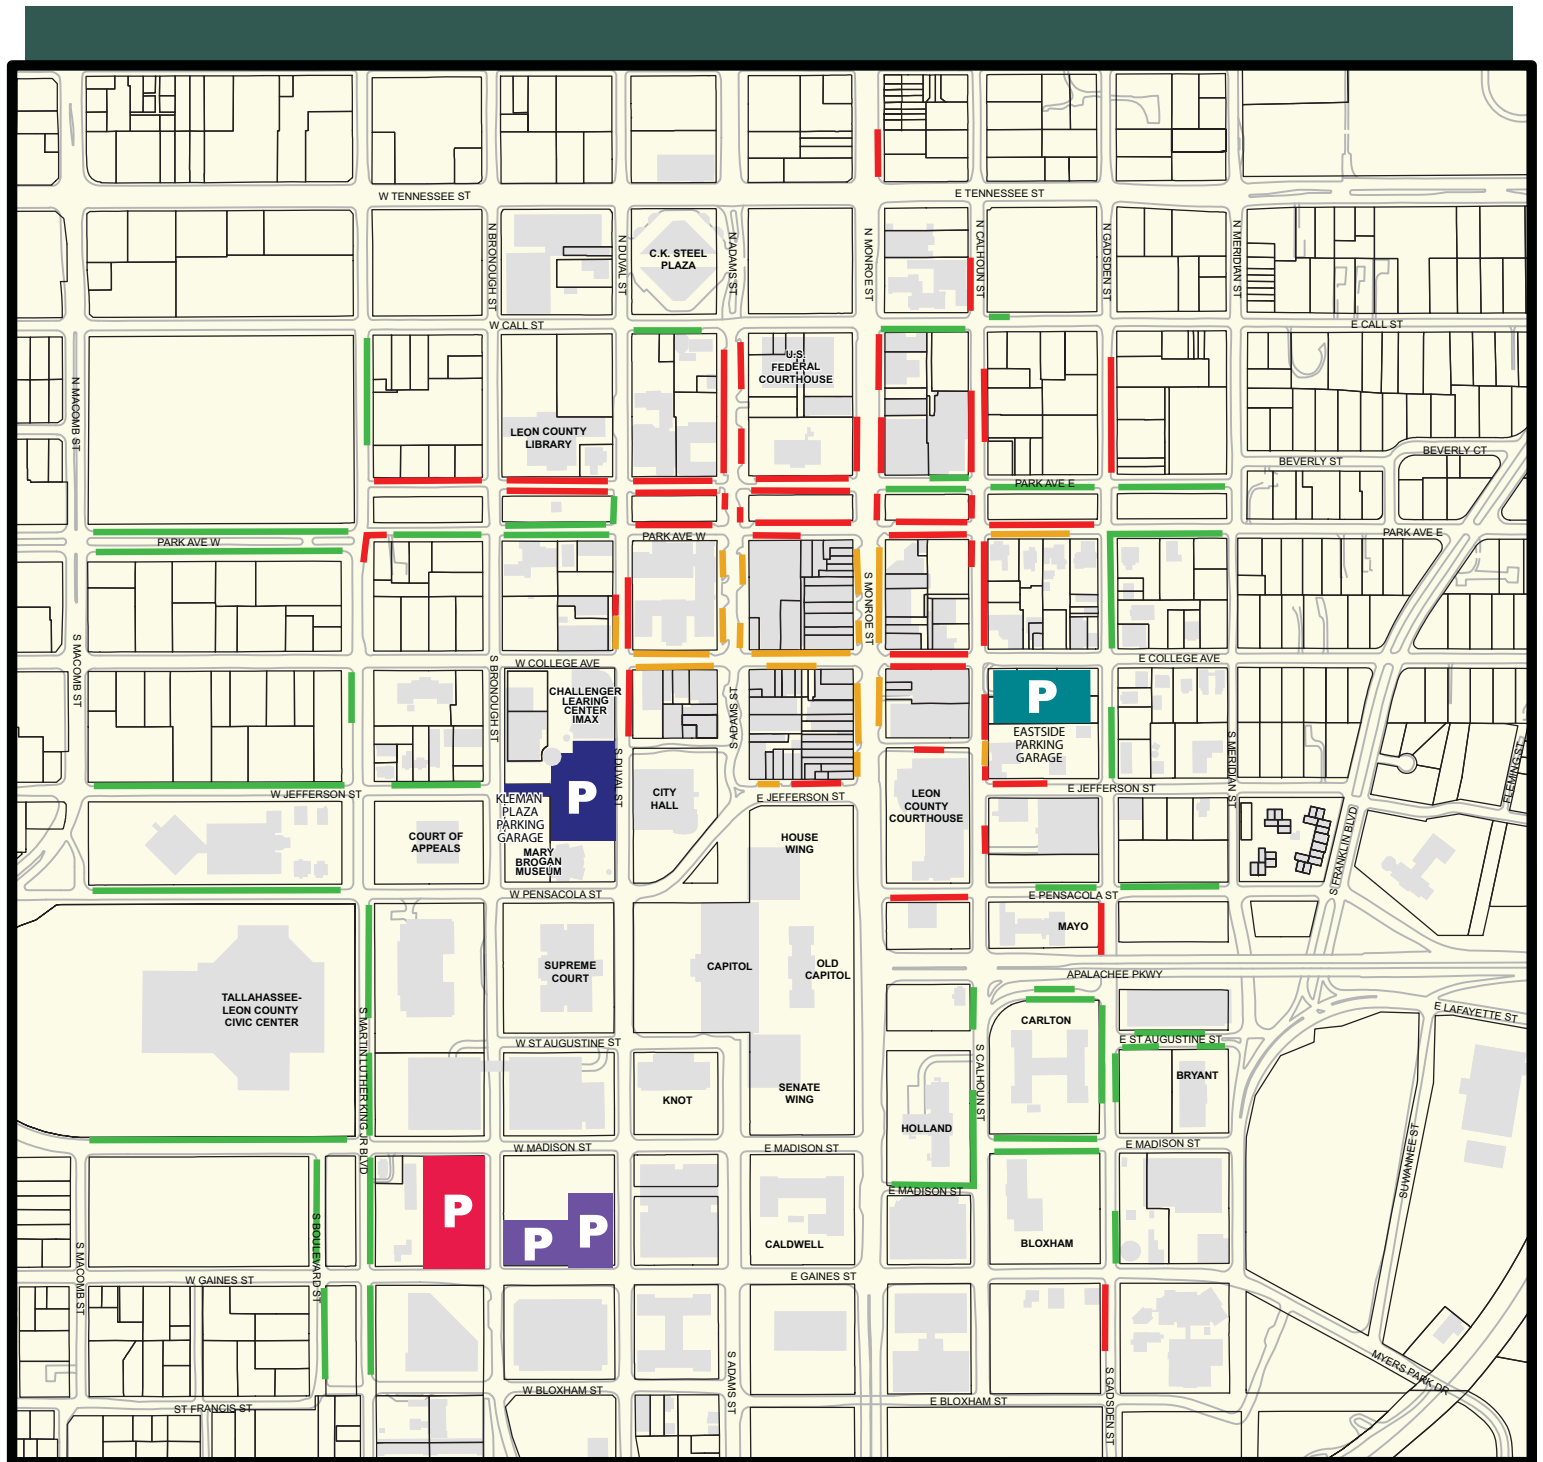 W TENNESSEE ST
E TENNESSEE ST
N BRONOUGH ST
N DUVAL ST
C.K. STEEL
PLAZA
N ADAMS ST
N MONROE ST
N CALHOUN ST
N GADSDEN ST
N MERIDIAN ST
W CALL ST
E CALL ST
N MACOMB ST
U.S.
FEDERAL
COURTHOUSE
LEON COUNTY
LIBRARY
BEVERLY ST
BEVERLY CT
PARK AVE E
PARK AVE W
PARK AVE W
PARK AVE E
S MACOMB ST
S MONROE ST
W COLLEGE AVE
E COLLEGE AVE
S BRONOUGH ST
CHALLENGER
LEARING
CENTER
IMAX
S ADAMS ST
P
EASTSIDE
PARKING
GARAGE
S MERIDIAN ST
S DUVAL ST
P
KLEMAN
PLAZA
PARKING
GARAGE
CITY
HALL
FLEMING ST
W JEFFERSON ST
E JEFFERSON ST
E JEFFERSON ST
LEON
COUNTY
COURTHOUSE
COURT OF
APPEALS
HOUSE
WING
MARY
BROGAN
MUSEUM
S FRANKLIN BLVD
W PENSACOLA ST
E PENSACOLA ST
MAYO
SUPREME
COURT
CAPITOL
OLD
CAPITOL
APALACHEE PKWY
TALLAHASSEE-
LEON COUNTY
CIVIC CENTER
CARLTON
E LAFAYETTE ST
S MARTIN LUTHER KING JR BLVD
W ST AUGUSTINE ST
E ST AUGUSTINE ST
S CALHOUN ST
BRYANT
KNOT
SENATE
WING
HOLLAND
W MADISON ST
E MADISON ST
E MADISON ST
E MADISON ST
SUWANNEE ST
P
P
P
S BOULEVARD ST
S MACOMB ST
CALDWELL
BLOXHAM
W GAINES ST
E GAINES ST
S ADAMS ST
MYERS PARK DR
S GADSDEN ST
W BLOXHAM ST
E BLOXHAM ST
ST FRANCIS ST